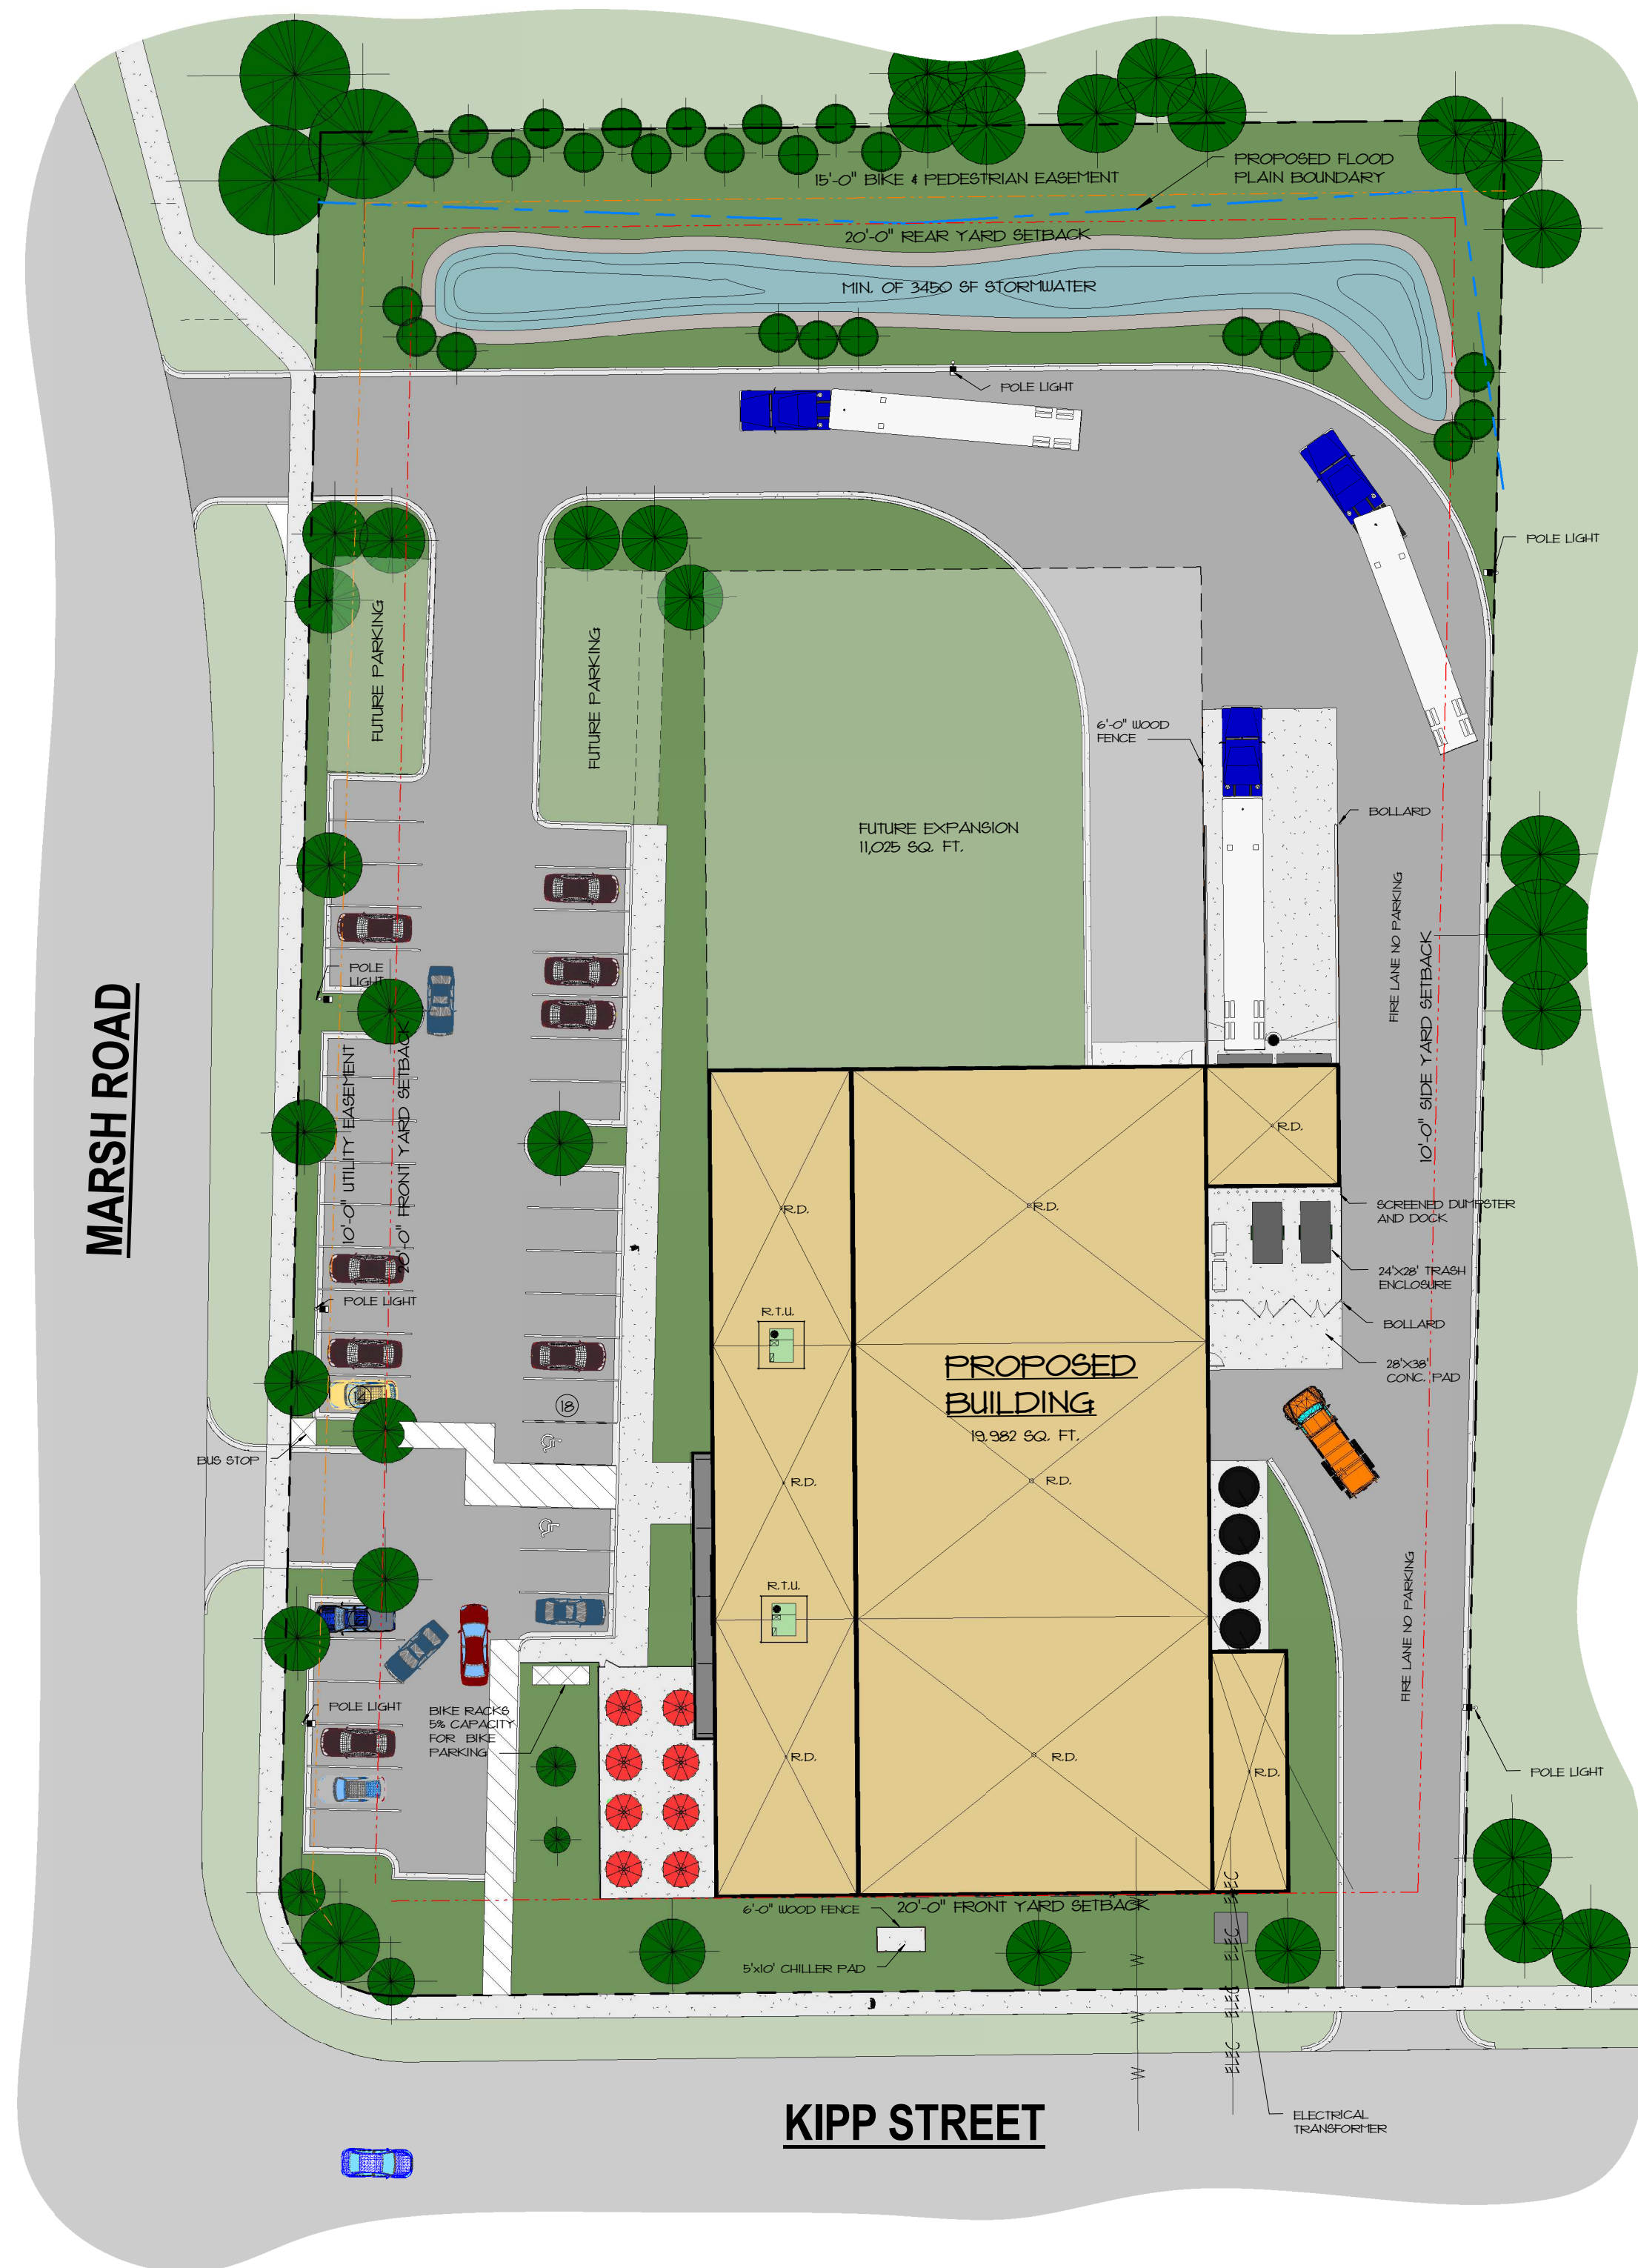 PROPOSED FLOOD
PLAIN BOUNDARY
15'-0" BIKE & PEDESTRIAN EASEMENT
20'-0" REAR YARD SETBACK
MIN. OF 3450 SF STORMWATER
POLE LIGHT
POLE LIGHT
FUTURE PARKING
FUTURE PARKING
6'-0" WOOD
FENCE
BOLLARD
FUTURE EXPANSION
11,025 SQ. FT.
FIRE LANE NO PARKING
10'-0" SIDE YARD SETBACK
POLE
LIGHT
MARSH ROAD
10'-0" UTILITY EASEMENT
20'-0" FRONT YARD SETBACK
R.D.
SCREENED DUMPSTER
AND DOCK
R.D.
R.D.
24'X28' TRASH
ENCLOSURE
POLE LIGHT
R.T.U.
BOLLARD
PROPOSED
BUILDING
19,982 SQ. FT.
28'X38'
CONC. PAD
14
18
BUS STOP
R.D.
R.D.
R.T.U.
FIRE LANE NO PARKING
POLE LIGHT
BIKE RACKS
5% CAPACITY
FOR BIKE
PARKING
R.D.
R.D.
R.D.
POLE LIGHT
6'-0" WOOD FENCE
20'-0" FRONT YARD SETBACK
5'x10' CHILLER PAD
W
W
W
ELEC
ELEC
ELEC
ELEC
ELEC
KIPP STREET
ELECTRICAL
TRANSFORMER